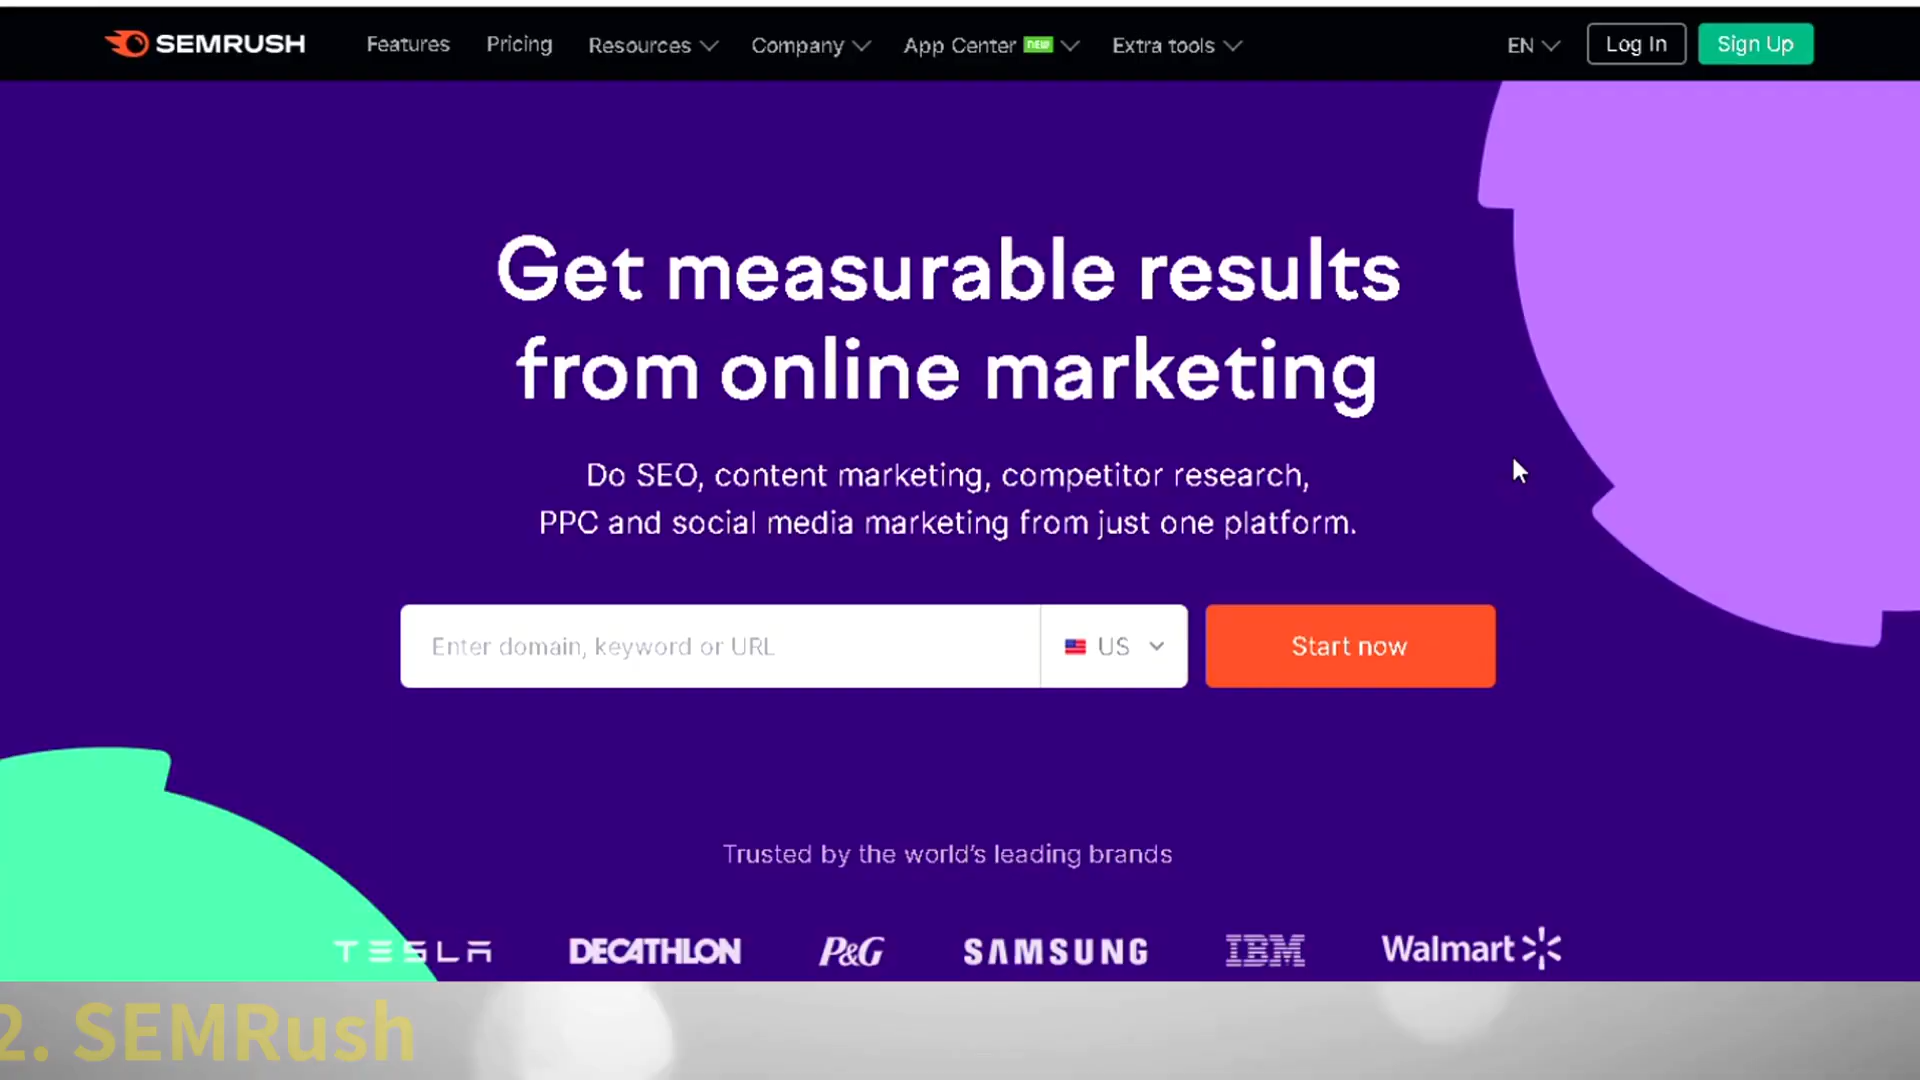 SEMRUSH Features Pricing Resources Company App Center NEW Extra tools EN Log In Sign Up
Get measurable results
from online marketing
Do SEO, content marketing, competitor research,
PPC and social media marketing from just one platform.
Enter domain, keyword or URL US Start now
Trusted by the world's leading brands
TESLA DECATHLON P&G SAMSUNG IBM Walmart
2. SEMRush